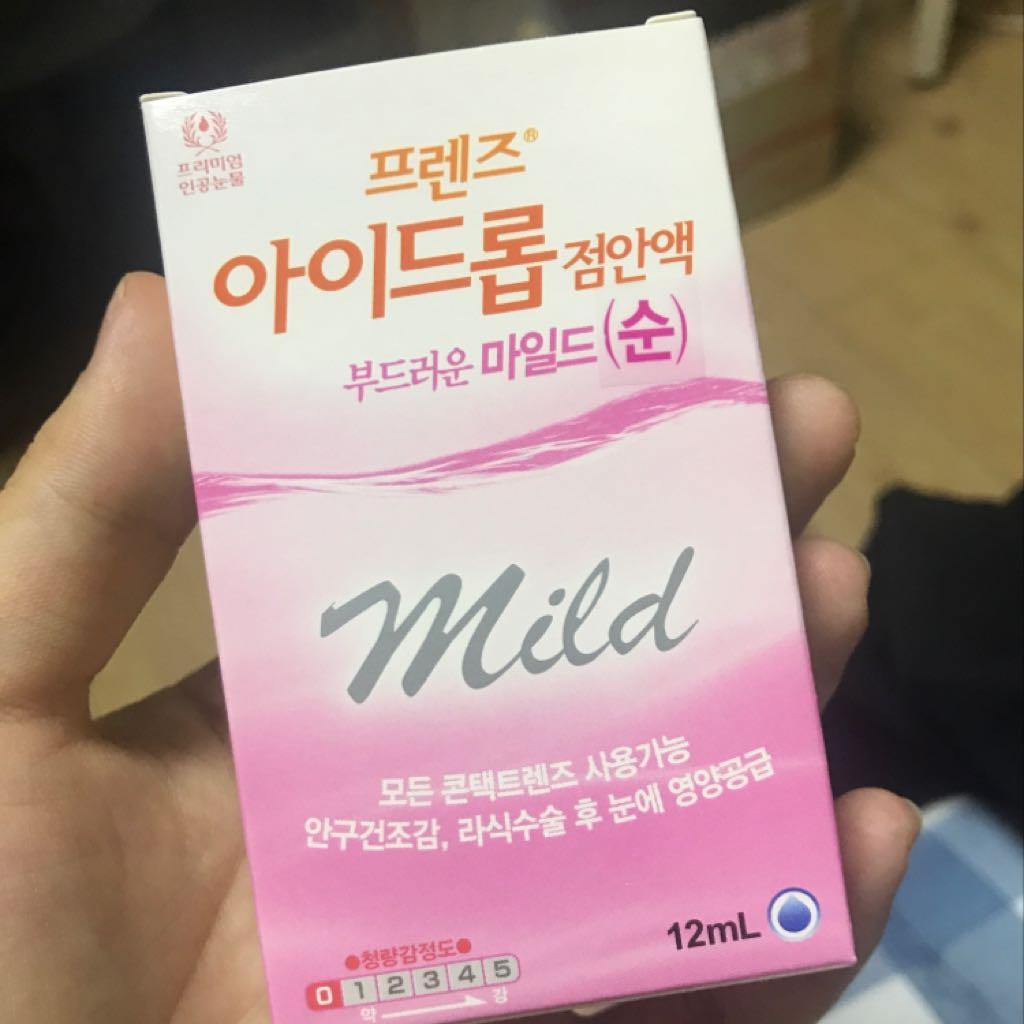 프리미엄
인공눈물
프렌즈®
아이드롭 점안액
부드러운 마일드(순)
Mild
모든 콘택트렌즈 사용가능
안구건조감, 라식수술 후 눈에 영양공급
12mL
●청량감정도●
0 1 2 3 4 5
약 강